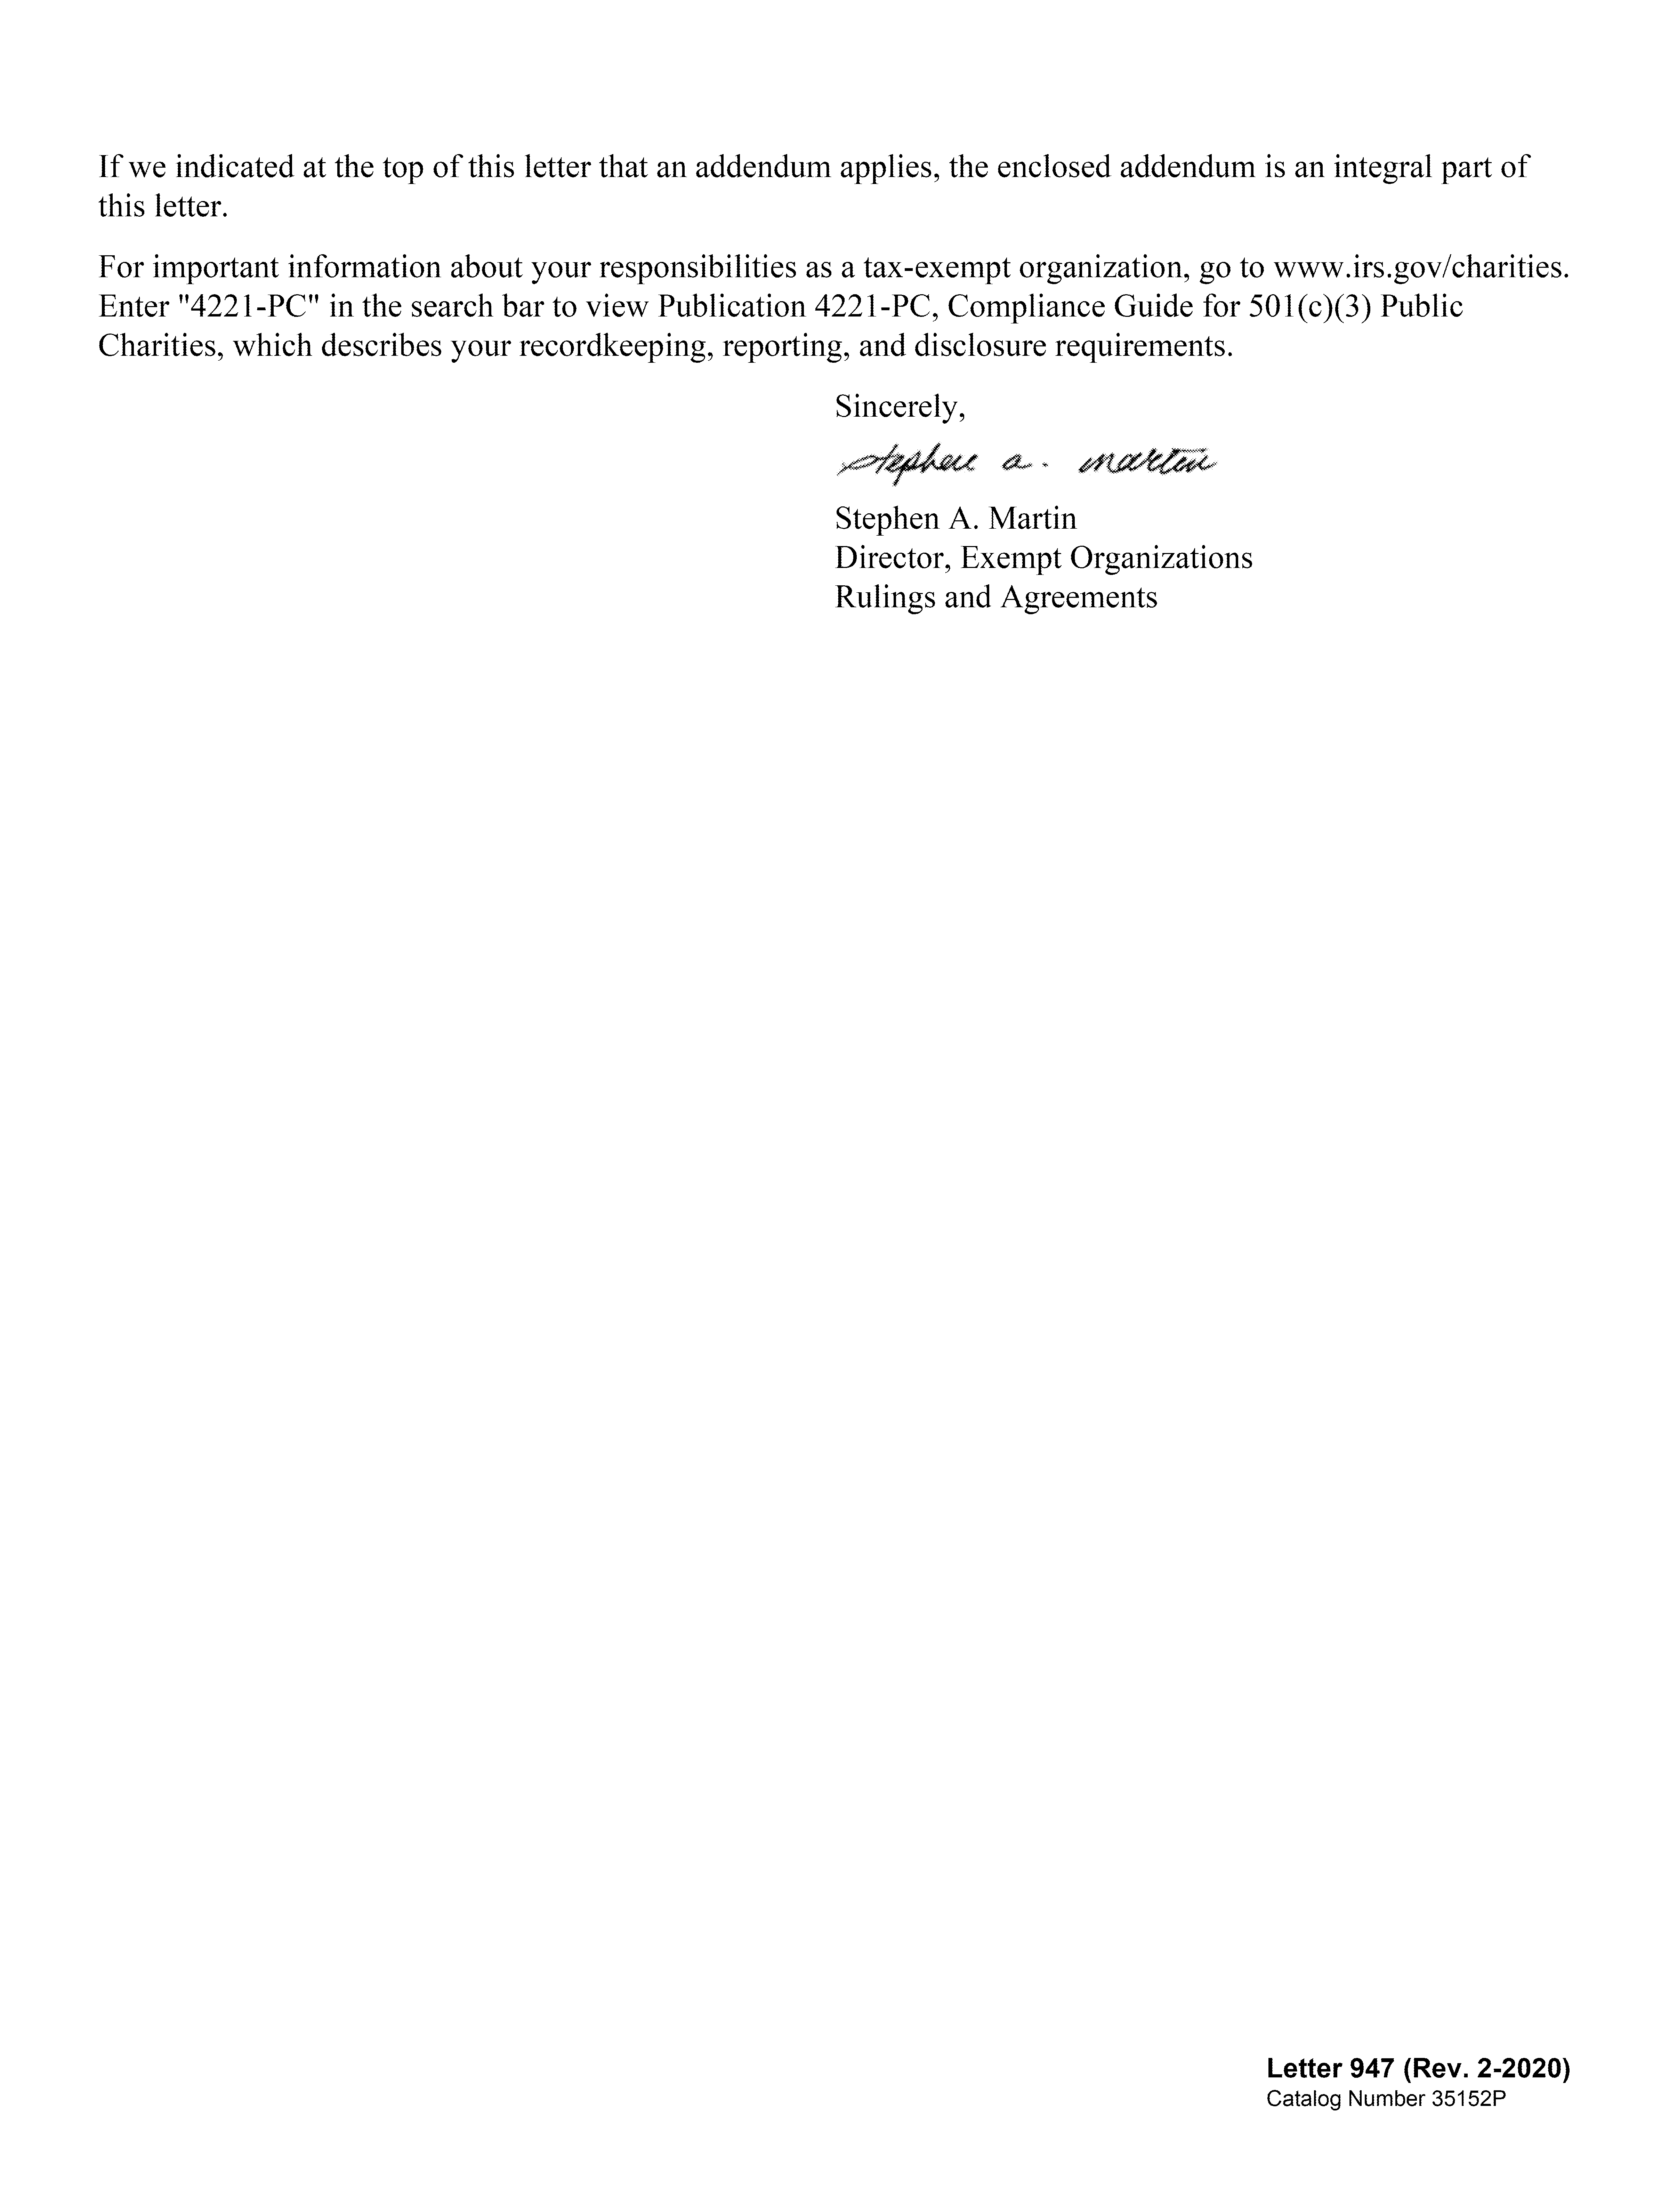 If we indicated at the top of this letter that an addendum applies, the enclosed addendum is an integral part of
this letter.
For important information about your responsibilities as a tax-exempt organization, go to www.irs.gov/charities.
Enter "4221-PC" in the search bar to view Publication 4221-PC, Compliance Guide for 501(c)(3) Public
Charities, which describes your recordkeeping, reporting, and disclosure requirements.
Sincerely,
stephen a. martin
Stephen A. Martin
Director, Exempt Organizations
Rulings and Agreements
Letter 947 (Rev. 2-2020)
Catalog Number 35152P